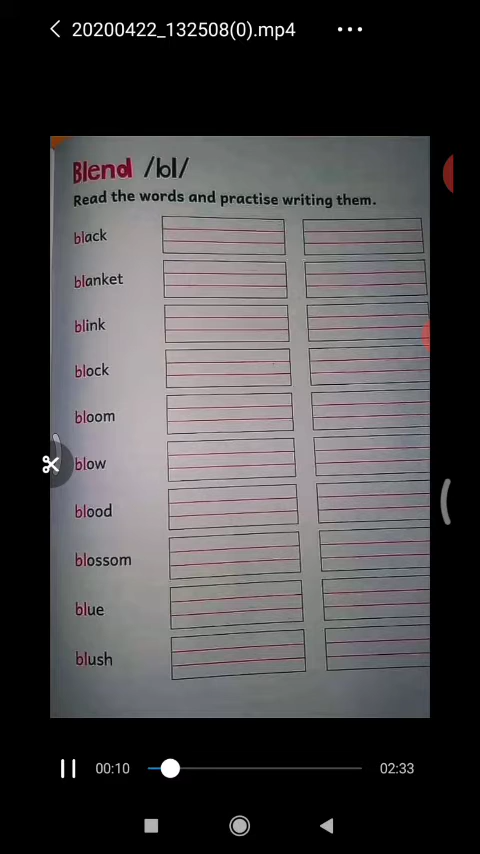 20200422_132508(0).mp4
Blend /bl/
Read the words and practise writing them.
black
blanket
blink
block
bloom
blow
blood
blossom
blue
blush
00:10
02:33